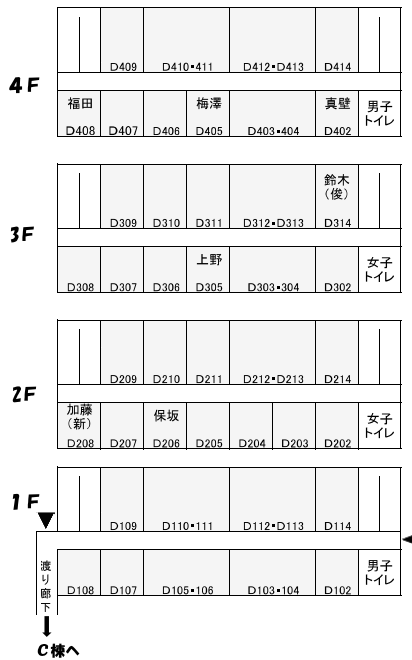 D409 D410・411 D412・D413 D414
4F
福田 梅澤 真壁 男子
トイレ
D408 D407 D406 D405 D403・404 D402
鈴木
(俊)
D309 D310 D311 D312・D313 D314
3F
上野 女子
トイレ
D308 D307 D306 D305 D303・304 D302
D209 D210 D211 D212・D213 D214
2F
加藤
(新)
保坂 女子
トイレ
D208 D207 D206 D205 D204 D203 D202
1F
D109 D110・111 D112・D113 D114
渡り廊下
男子
トイレ
D108 D107 D105・106 D103・104 D102
C棟へ